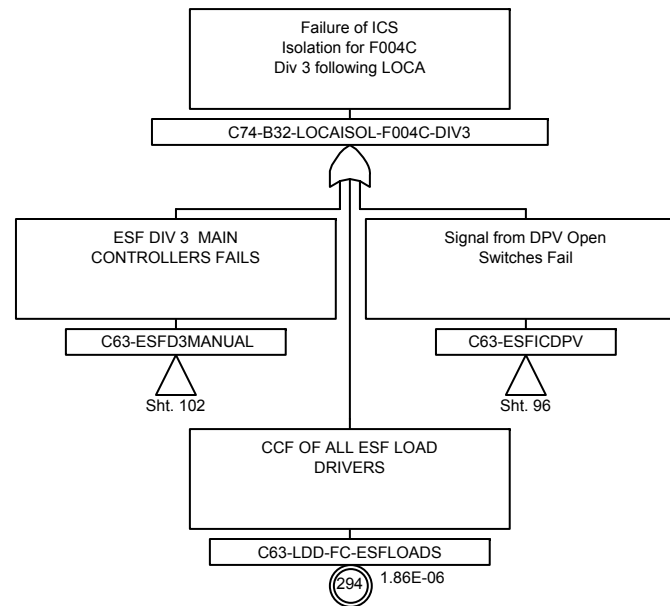 Failure of ICS
Isolation for F004C
Div 3 following LOCA
C74-B32-LOCAISOL-F004C-DIV3
ESF DIV 3 MAIN
CONTROLLERS FAILS
C63-ESFD3MANUAL
Sht. 102
Signal from DPV Open
Switches Fail
C63-ESFICDPV
Sht. 96
CCF OF ALL ESF LOAD
DRIVERS
C63-LDD-FC-ESFLOADS
294 1.86E-06